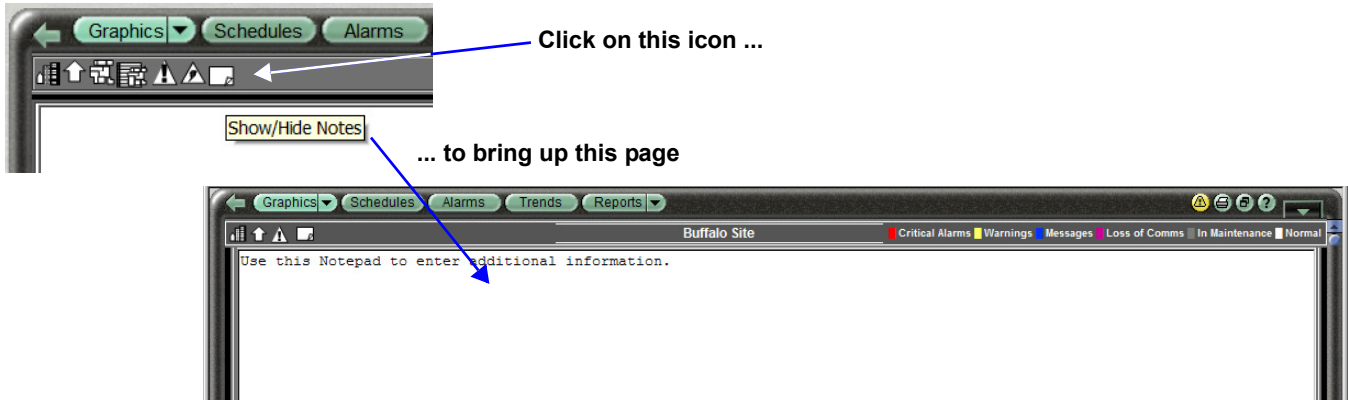 Graphics Schedules Alarms
Click on this icon ...
Show/Hide Notes
... to bring up this page
Graphics Schedules Alarms Trends Reports
Buffalo Site Critical Alarms Warnings Messages Loss of Comms In Maintenance Normal
Use this Notepad to enter additional information.